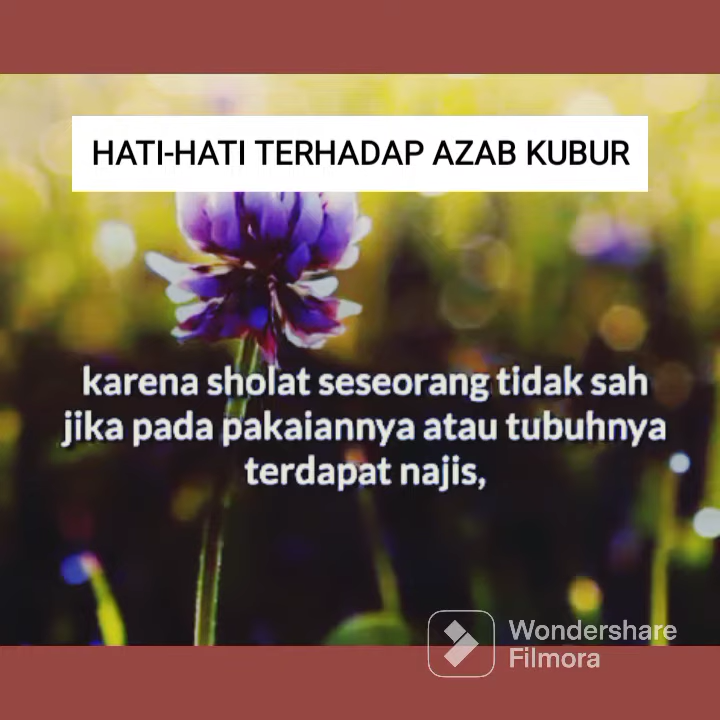 HATI-HATI TERHADAP AZAB KUBUR
karena sholat seseorang tidak sah
jika pada pakaiannya atau tubuhnya
terdapat najis,
Wondershare
Filmora